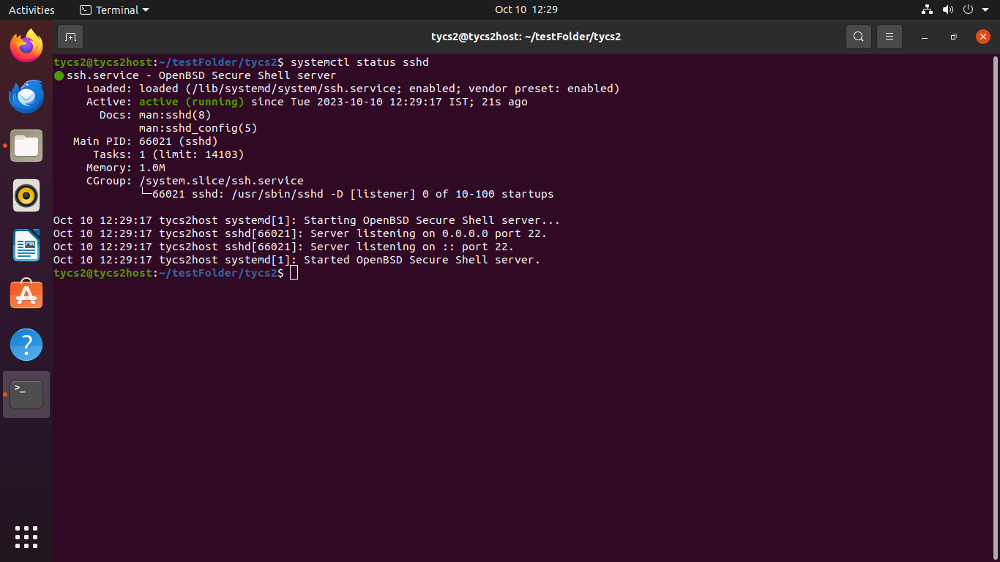 Activities Terminal Oct 10 12:29
tycs2@tycs2host: ~/testFolder/tycs2
tycs2@tycs2host:~/testFolder/tycs2$ systemctl status sshd
● ssh.service - OpenBSD Secure Shell server
     Loaded: loaded (/lib/systemd/system/ssh.service; enabled; vendor preset: enabled)
     Active: active (running) since Tue 2023-10-10 12:29:17 IST; 21s ago
       Docs: man:sshd(8)
             man:sshd_config(5)
   Main PID: 66021 (sshd)
      Tasks: 1 (limit: 14103)
     Memory: 1.0M
     CGroup: /system.slice/ssh.service
             └─66021 sshd: /usr/sbin/sshd -D [listener] 0 of 10-100 startups
Oct 10 12:29:17 tycs2host systemd[1]: Starting OpenBSD Secure Shell server...
Oct 10 12:29:17 tycs2host sshd[66021]: Server listening on 0.0.0.0 port 22.
Oct 10 12:29:17 tycs2host sshd[66021]: Server listening on :: port 22.
Oct 10 12:29:17 tycs2host systemd[1]: Started OpenBSD Secure Shell server.
tycs2@tycs2host:~/testFolder/tycs2$